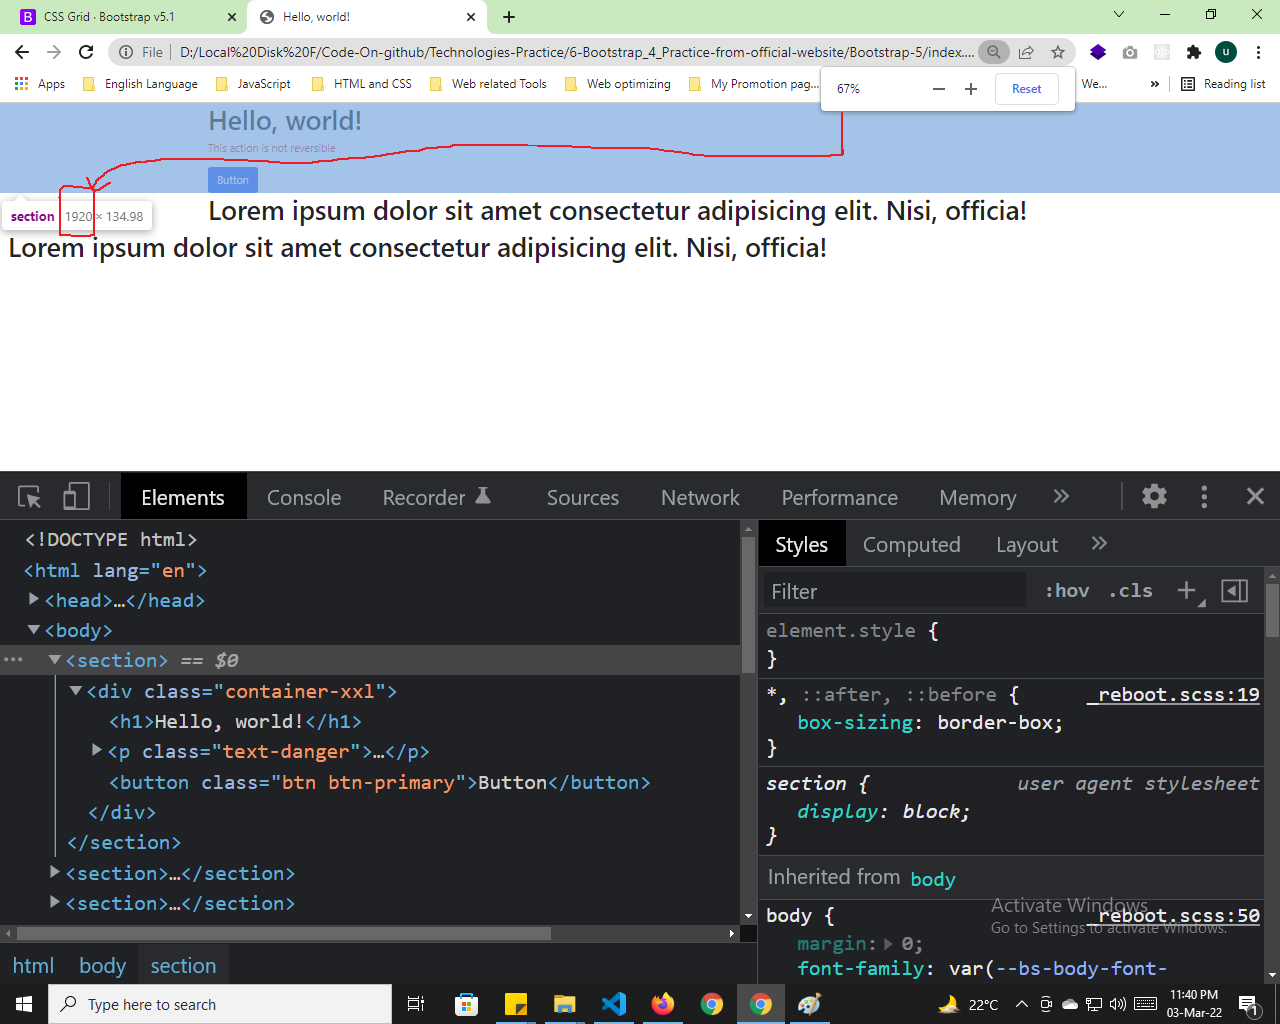 CSS Grid · Bootstrap v5.1
Hello, world!
File
D:/Local%20Disk%20F/Code-On-github/Technologies-Practice/6-Bootstrap_4_Practice-from-official-website/Bootstrap-5/index....
u
Apps
English Language
JavaScript
HTML and CSS
Web related Tools
Web optimizing
My Promotion pag...
We...
»
Reading list
67%
Reset
Hello, world!
This action is not reversible
Button
section 1920 × 134.98
Lorem ipsum dolor sit amet consectetur adipisicing elit. Nisi, officia!
Lorem ipsum dolor sit amet consectetur adipisicing elit. Nisi, officia!
Elements
Console
Recorder
Sources
Network
Performance
Memory
<!DOCTYPE html>
<html lang="en">
<head>…</head>
<body>
<section> == $0
<div class="container-xxl">
<h1>Hello, world!</h1>
<p class="text-danger">…</p>
<button class="btn btn-primary">Button</button>
</div>
</section>
<section>…</section>
<section>…</section>
html
body
section
Styles
Computed
Layout
Filter
:hov
.cls
element.style {
}
*, ::after, ::before {
_reboot.scss:19
box-sizing: border-box;
}
section {
user agent stylesheet
display: block;
}
Inherited from body
body {
_reboot.scss:50
margin: 0;
font-family: var(--bs-body-font-
Activate Windows
Go to Settings to activate Windows.
Type here to search
22°C
11:40 PM
03-Mar-22
1